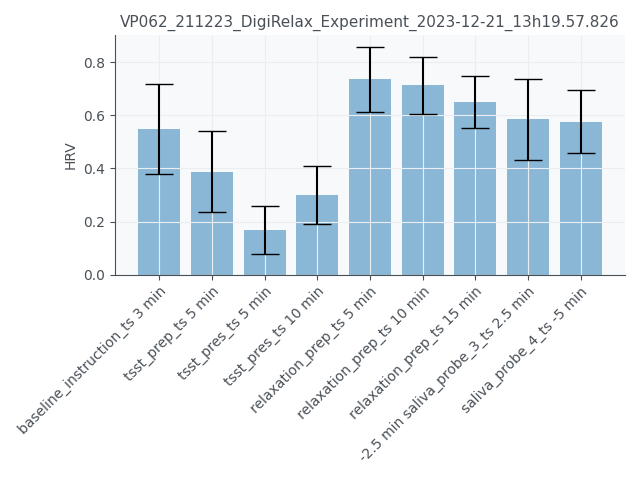 VP062_211223_DigiRelax_Experiment_2023-12-21_13h19.57.826
HRV
0.8
0.6
0.4
0.2
0.0
baseline_instruction_ts 3 min
tsst_prep_ts 5 min
tsst_pres_ts 5 min
tsst_pres_ts 10 min
relaxation_prep_ts 5 min
relaxation_prep_ts 10 min
relaxation_prep_ts 15 min
-2.5 min saliva_probe_3_ts 2.5 min
saliva_probe_4_ts -5 min